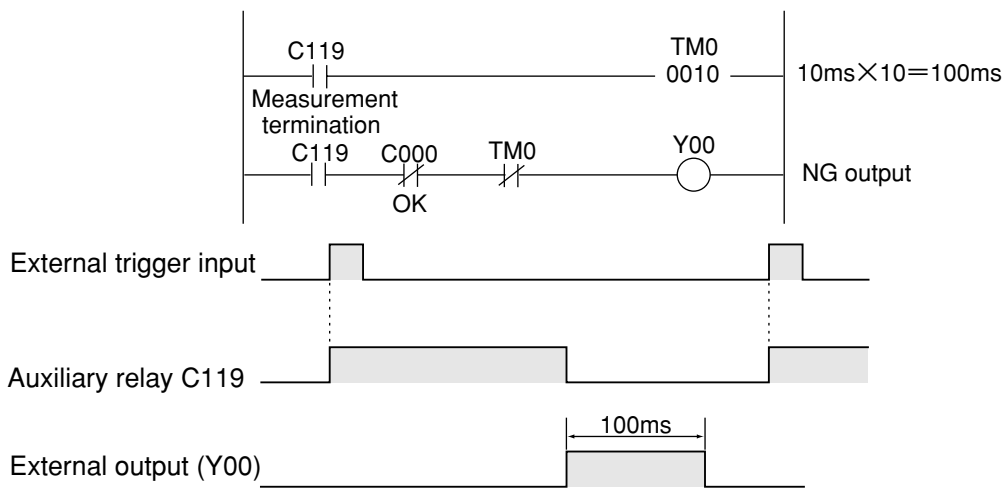 C119 TM0
0010 10ms×10=100ms
Measurement
termination
C119 C000 TM0 Y00
NG output
OK
External trigger input
Auxiliary relay C119
100ms
External output (Y00)